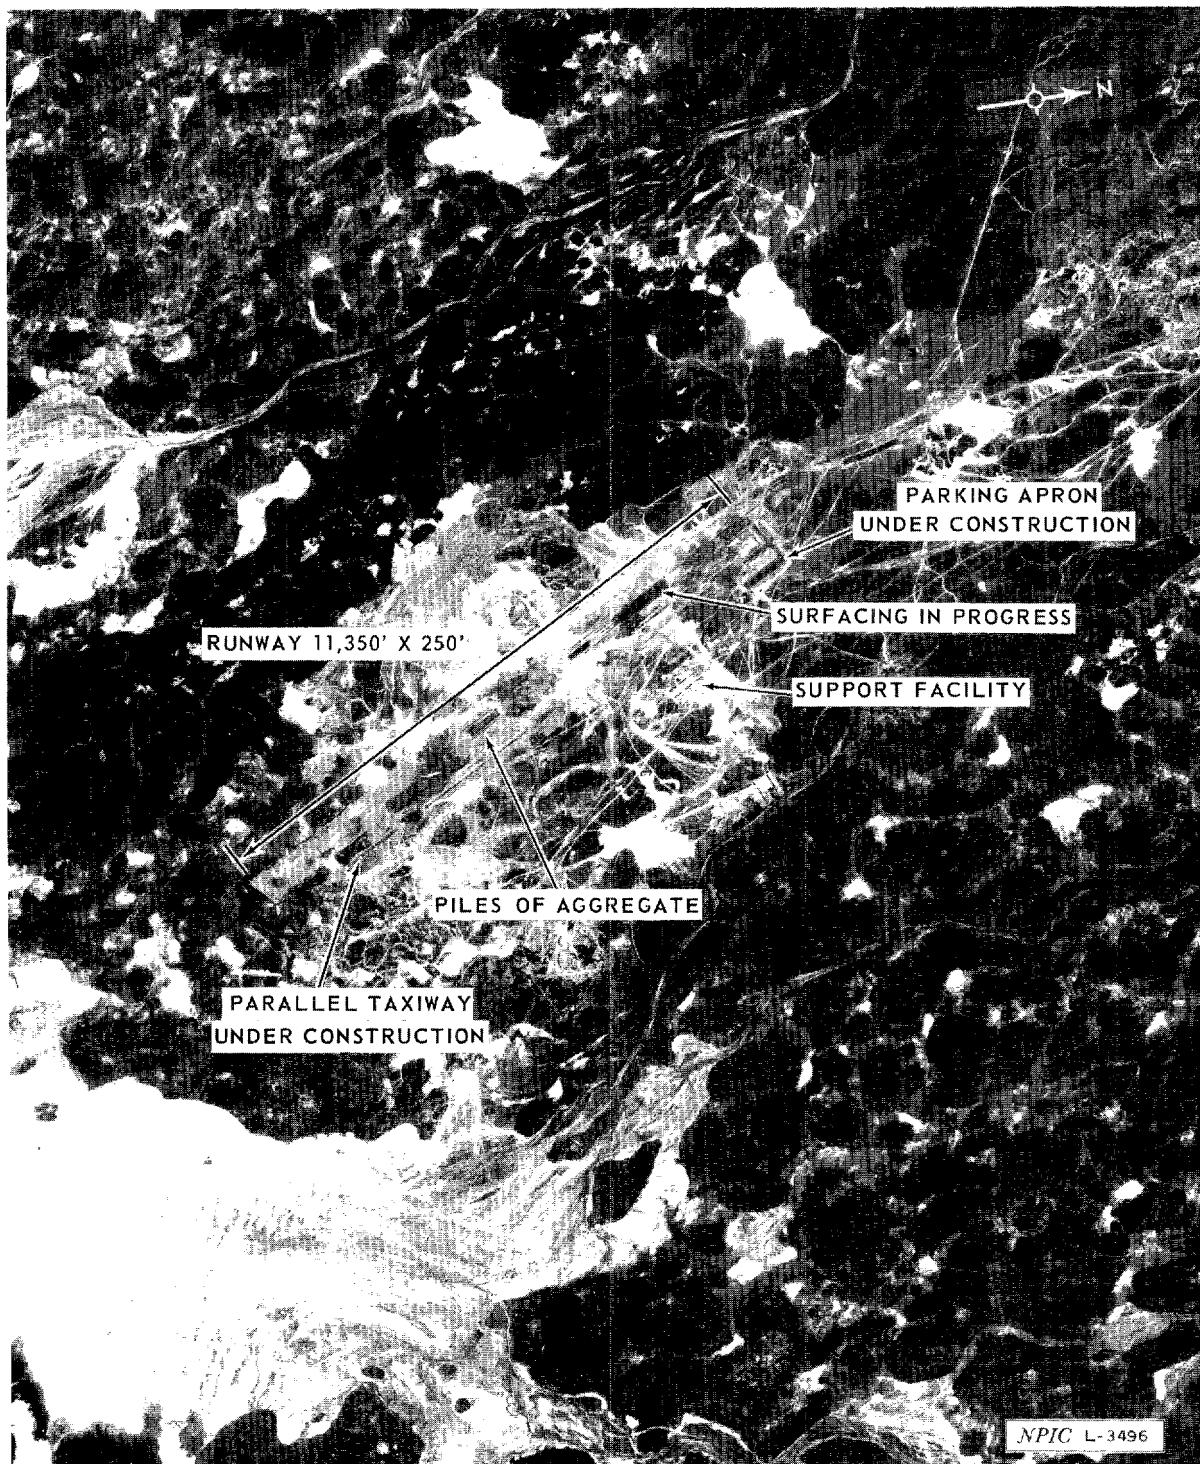 N
PARKING APRON
UNDER CONSTRUCTION
SURFACING IN PROGRESS
RUNWAY 11,350' X 250'
SUPPORT FACILITY
PILES OF AGGREGATE
PARALLEL TAXIWAY
UNDER CONSTRUCTION
NPIC L-3496